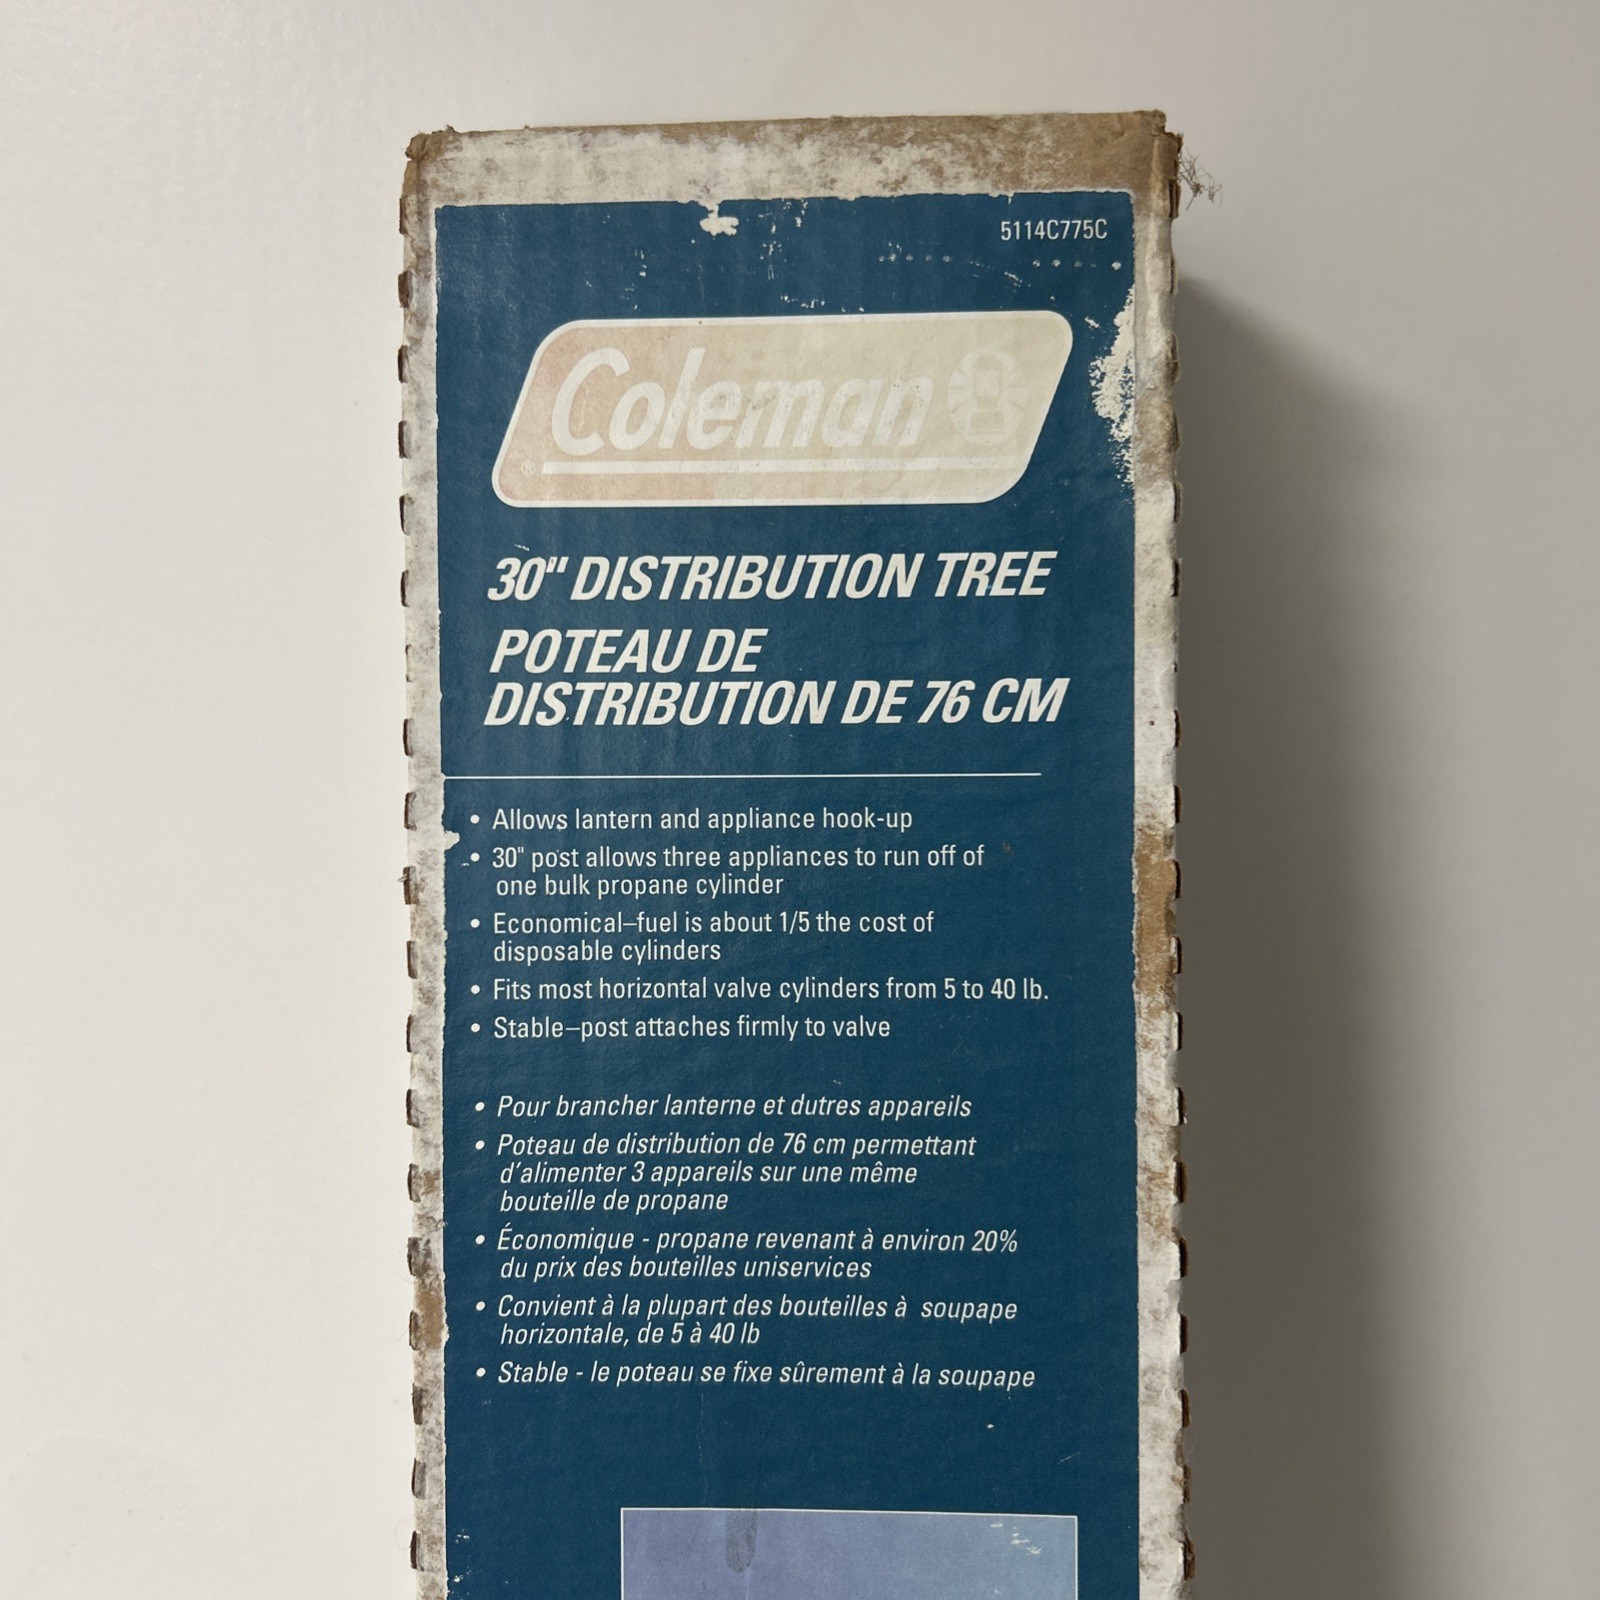 5114C775C
Coleman
®
30" DISTRIBUTION TREE
POTEAU DE
DISTRIBUTION DE 76 CM
• Allows lantern and appliance hook-up
• 30" post allows three appliances to run off of
one bulk propane cylinder
• Economical–fuel is about 1/5 the cost of
disposable cylinders
• Fits most horizontal valve cylinders from 5 to 40 lb.
• Stable–post attaches firmly to valve
• Pour brancher lanterne et dutres appareils
• Poteau de distribution de 76 cm permettant
d'alimenter 3 appareils sur une même
bouteille de propane
• Économique - propane revenant à environ 20%
du prix des bouteilles uniservices
• Convient à la plupart des bouteilles à soupape
horizontale, de 5 à 40 lb
• Stable - le poteau se fixe sûrement à la soupape